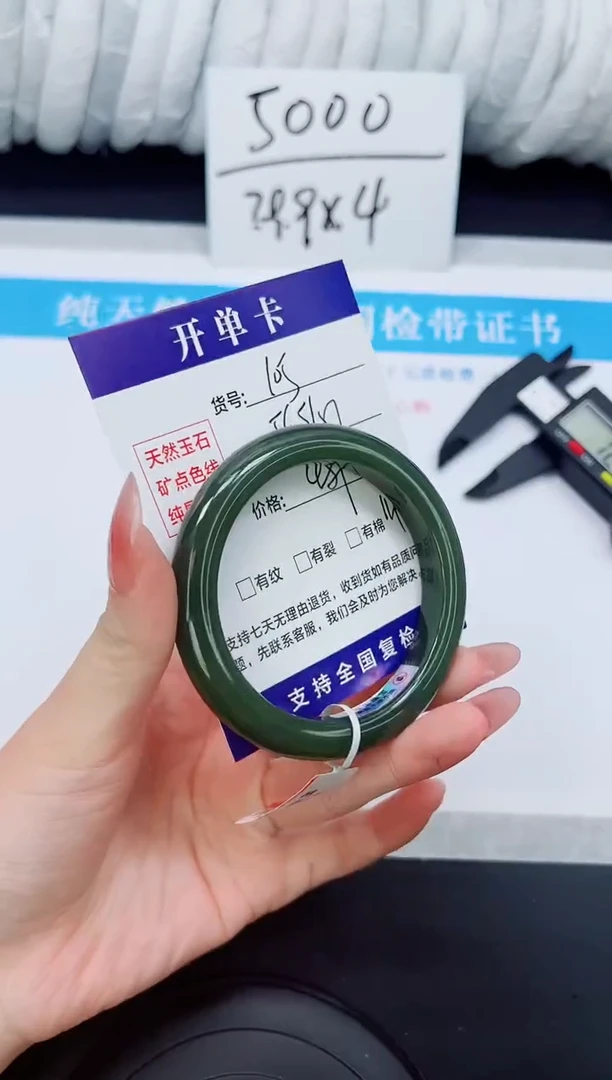 5000
纯天
检带证书
开单卡
货号: 105
天然玉石
矿点色线
价格:
□有纹 □有裂 □有棉
支持七天无理由退货，收到货如有品质问
题，先联系客服，我们会及时为您解决
支持全国复检